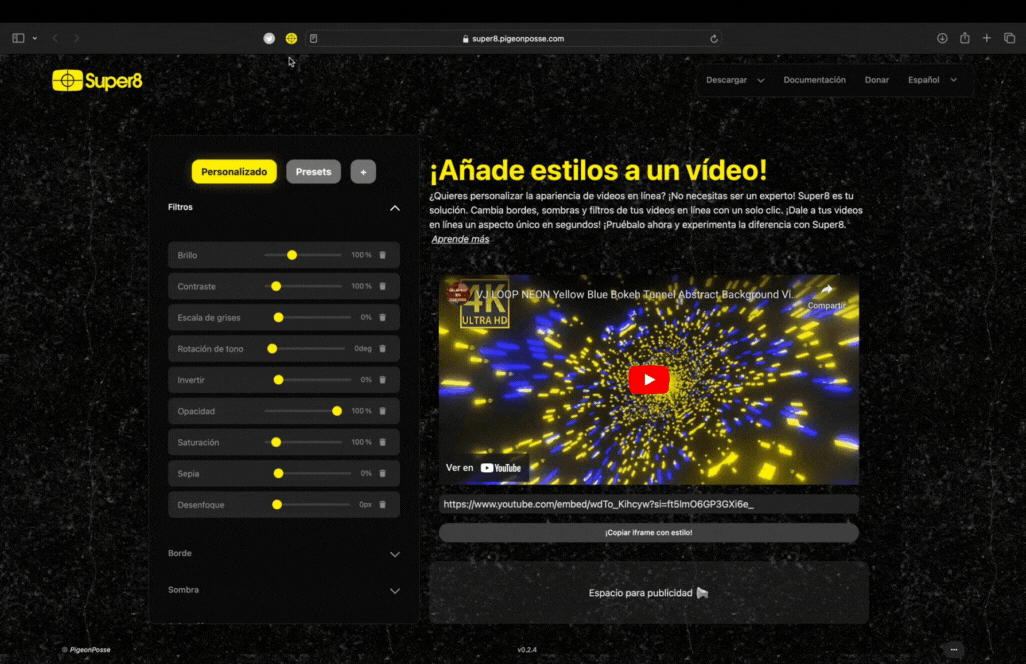 super8.pigeonposse.com
Super8
Descargar
Documentación
Donar
Español
Personalizado
Presets
+
Filtros
Brillo 100 %
Contraste 100 %
Escala de grises 0%
Rotación de tono 0deg
Invertir 0%
Opacidad 100 %
Saturación 100 %
Sepia 0%
Desenfoque 0px
Borde
Sombra
¡Añade estilos a un vídeo!
¿Quieres personalizar la apariencia de videos en línea? ¡No necesitas ser un experto! Super8 es tu
solución. Cambia bordes, sombras y filtros de tus videos en línea con un solo clic. ¡Dale a tus videos
en línea un aspecto único en segundos! ¡Pruébalo ahora y experimenta la diferencia con Super8.
Aprende más
VJ LOOP NEON Yellow Blue Bokeh Tunnel Abstract Background Vi...
4K
ULTRA HD
Compartir
Ver en YouTube
https://www.youtube.com/embed/wdTo_Kihcyw?si=ft5ImO6GP3GXi6e_
¡Copiar iframe con estilo!
Espacio para publicidad
© PigeonPosse
v0.2.4